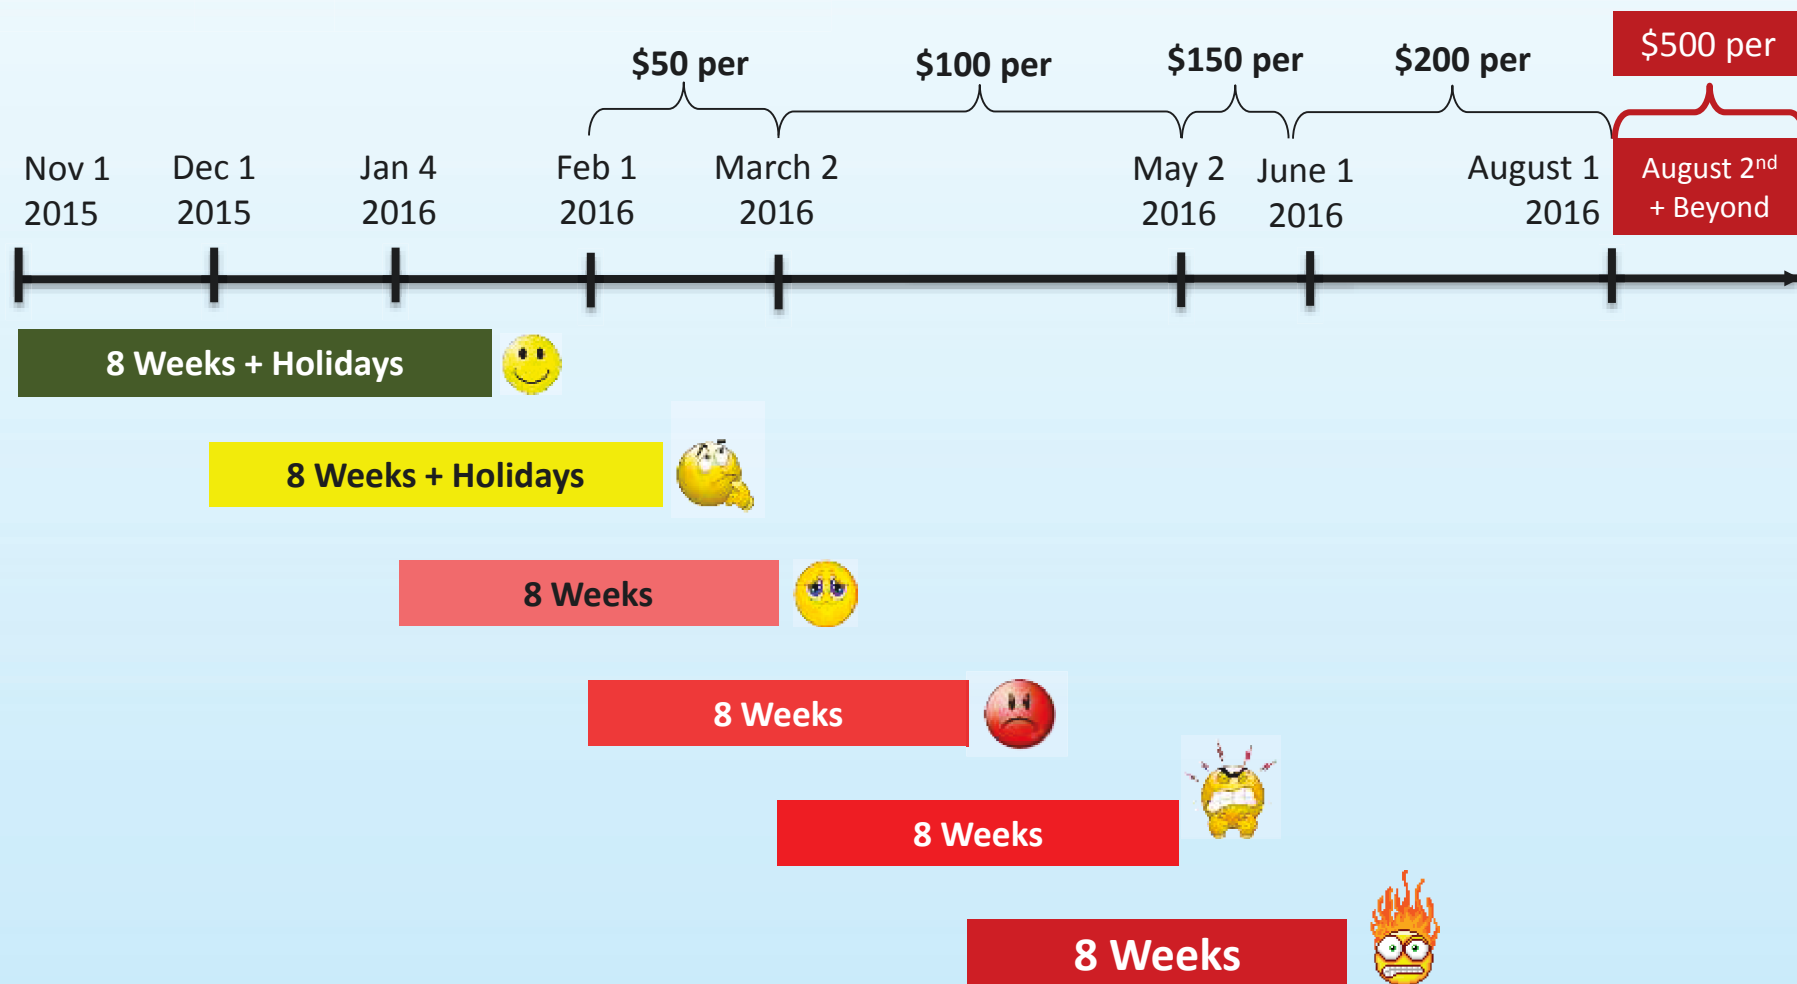 $50 per
$100 per
$150 per
$200 per
$500 per
Nov 1
2015
Dec 1
2015
Jan 4
2016
Feb 1
2016
March 2
2016
May 2
2016
June 1
2016
August 1
2016
August 2nd
+ Beyond
8 Weeks + Holidays
8 Weeks + Holidays
8 Weeks
8 Weeks
8 Weeks
8 Weeks